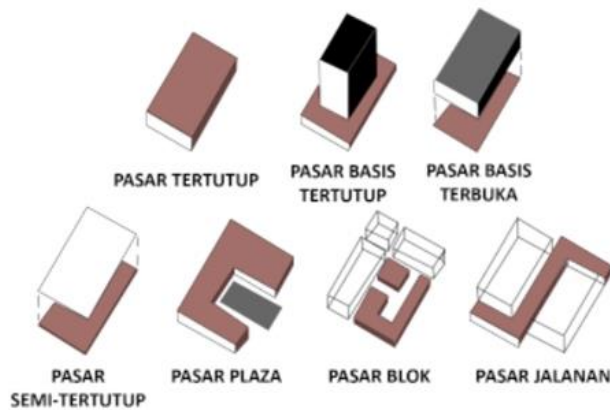 PASAR TERTUTUP
PASAR BASIS
TERTUTUP
PASAR BASIS
TERBUKA
PASAR
SEMI-TERTUTUP
PASAR PLAZA
PASAR BLOK
PASAR JALANAN